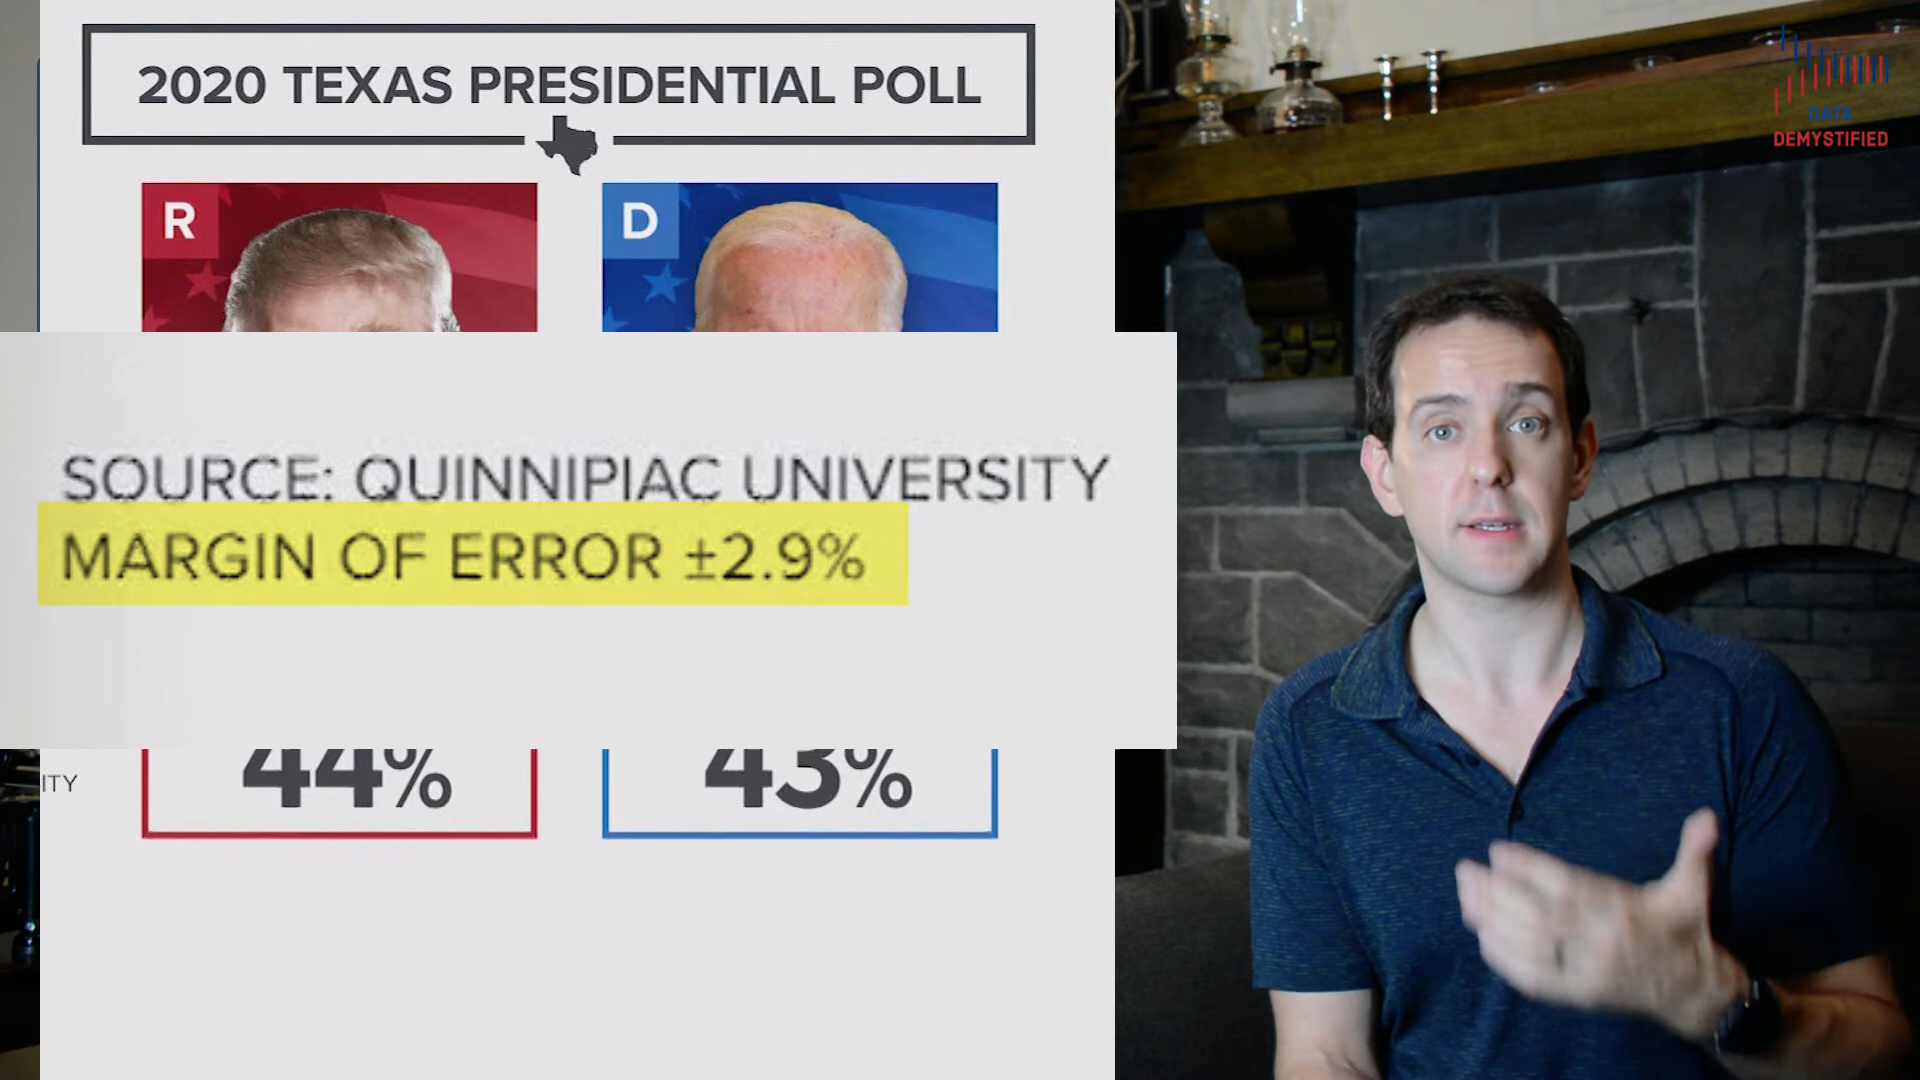 2020 TEXAS PRESIDENTIAL POLL
R
D
SOURCE: QUINNIPIAC UNIVERSITY
MARGIN OF ERROR ±2.9%
44%
43%
ITY
DATA
DEMYSTIFIED